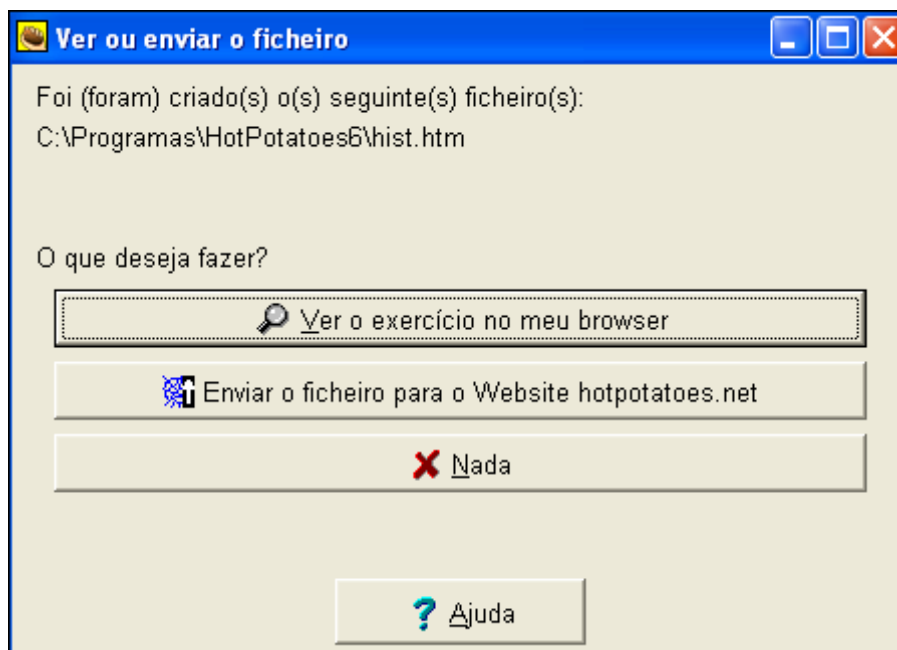 Ver ou enviar o ficheiro
Foi (foram) criado(s) o(s) seguinte(s) ficheiro(s):
C:\Programas\HotPotatoes6\hist.htm
O que deseja fazer?
Ver o exercício no meu browser
Enviar o ficheiro para o Website hotpotatoes.net
Nada
? Ajuda